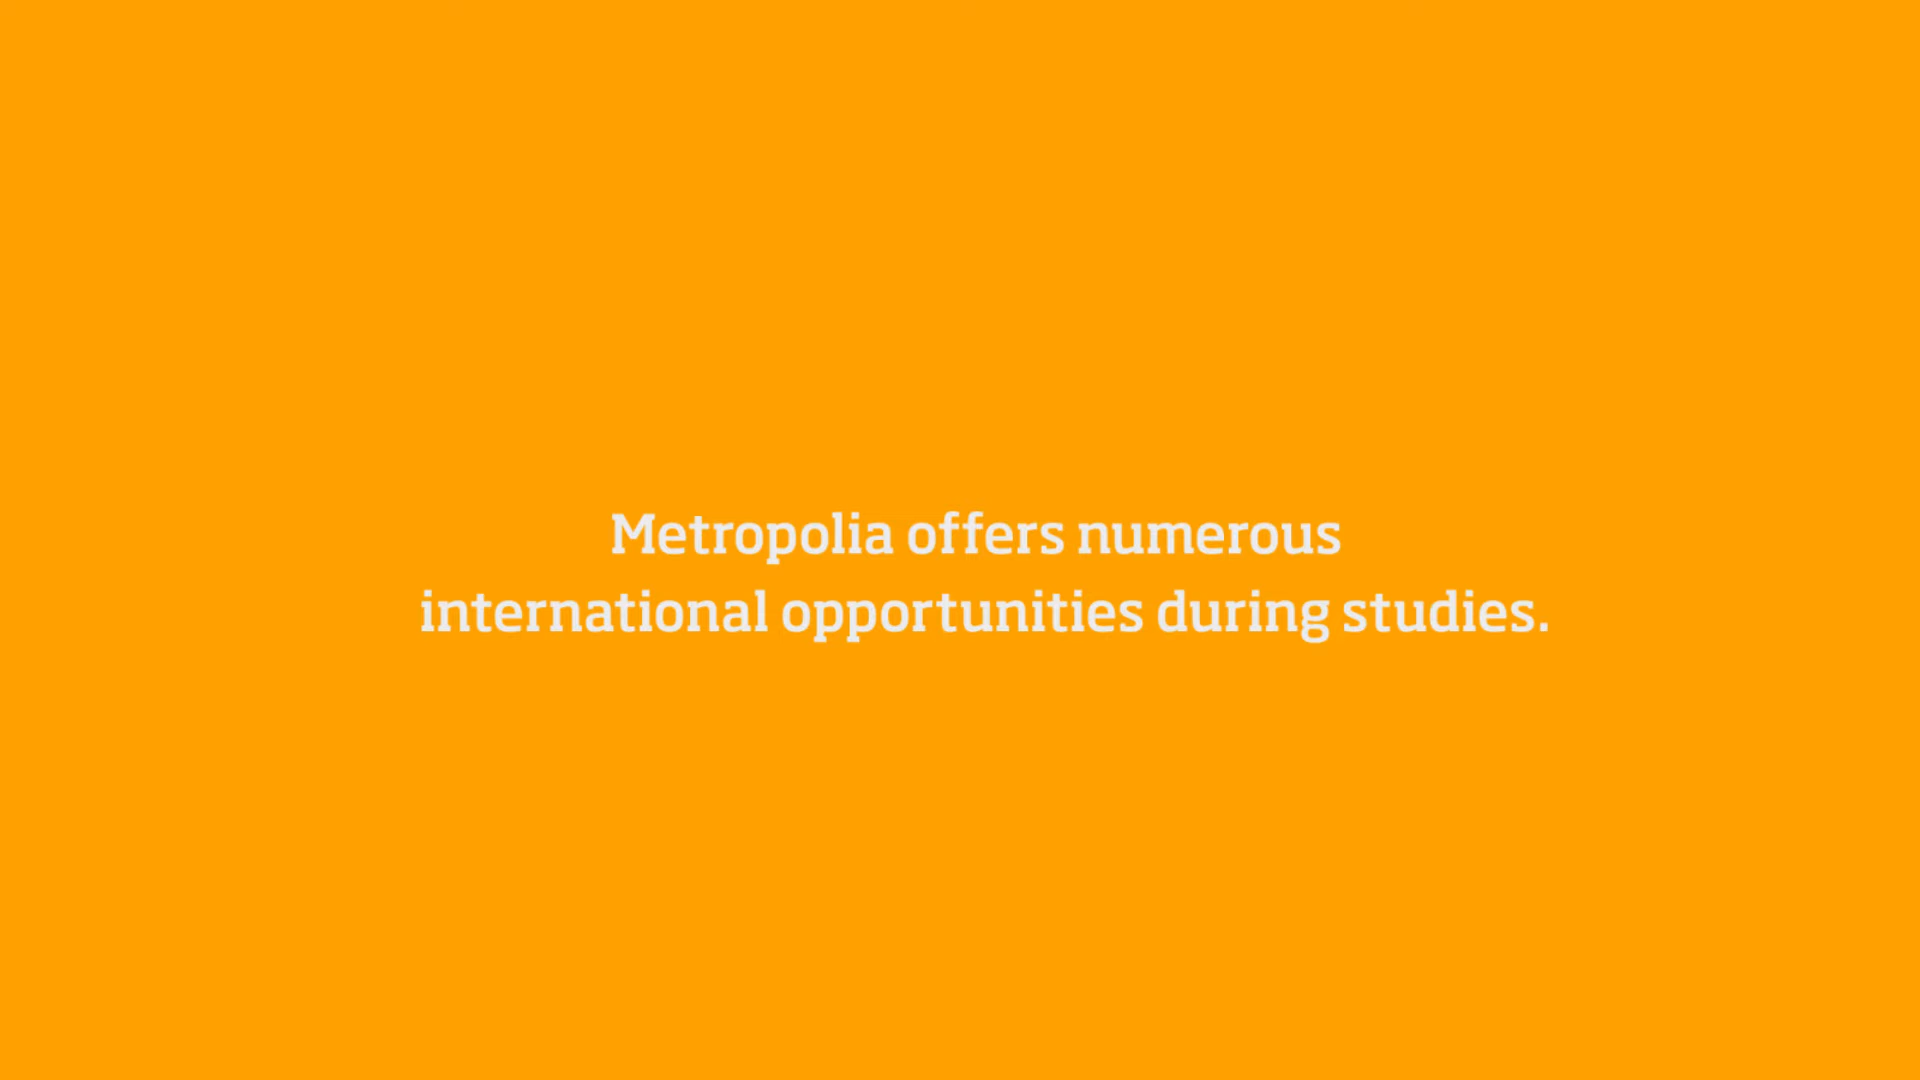 Metropolia offers numerous
international opportunities during studies.